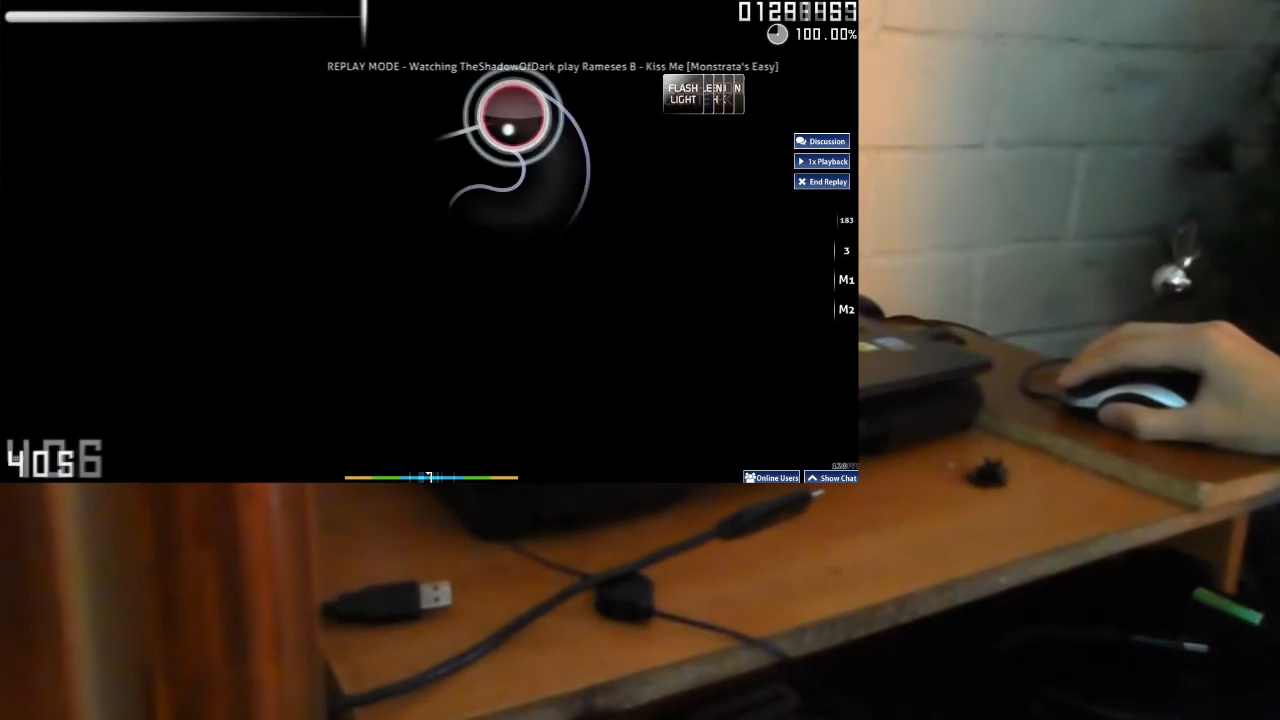 100.00%
REPLAY MODE - Watching TheShadowOfDark play Rameses B - Kiss Me [Monstrata's Easy]
FLASH
LIGHT
N
Discussion
1x Playback
End Replay
183
3
M1
M2
Online Users
Show Chat